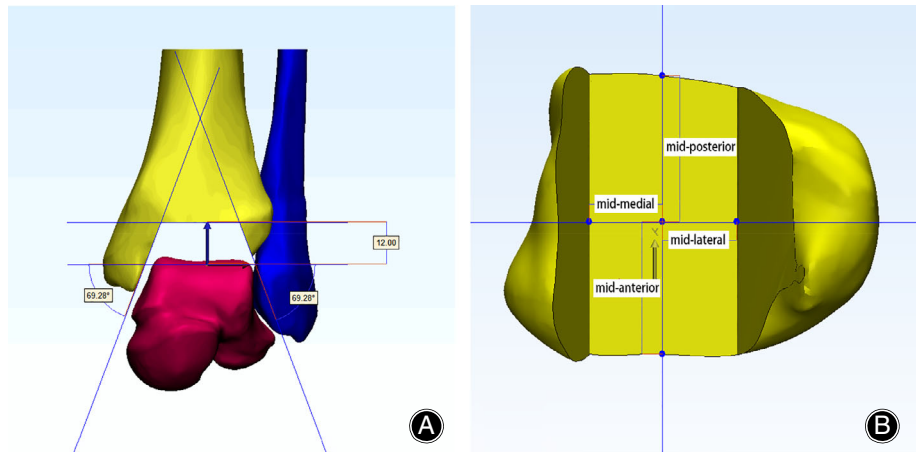 12.00
69.28°
69.28°
A
mid-posterior
mid-medial
mid-lateral
Y
mid-anterior
B